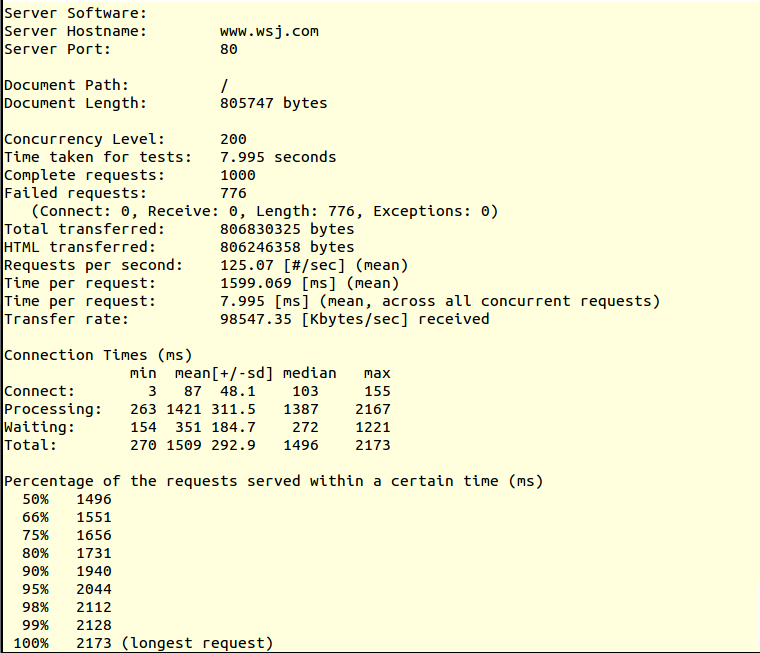 Server Software:
Server Hostname:        www.wsj.com
Server Port:            80

Document Path:          /
Document Length:        805747 bytes

Concurrency Level:      200
Time taken for tests:   7.995 seconds
Complete requests:      1000
Failed requests:        776
   (Connect: 0, Receive: 0, Length: 776, Exceptions: 0)
Total transferred:      806830325 bytes
HTML transferred:       806246358 bytes
Requests per second:    125.07 [#/sec] (mean)
Time per request:       1599.069 [ms] (mean)
Time per request:       7.995 [ms] (mean, across all concurrent requests)
Transfer rate:          98547.35 [Kbytes/sec] received

Connection Times (ms)
              min  mean[+/-sd] median   max
Connect:        3   87  48.1    103     155
Processing:   263 1421 311.5   1387    2167
Waiting:      154  351 184.7    272    1221
Total:        270 1509 292.9   1496    2173

Percentage of the requests served within a certain time (ms)
  50%   1496
  66%   1551
  75%   1656
  80%   1731
  90%   1940
  95%   2044
  98%   2112
  99%   2128
 100%   2173 (longest request)